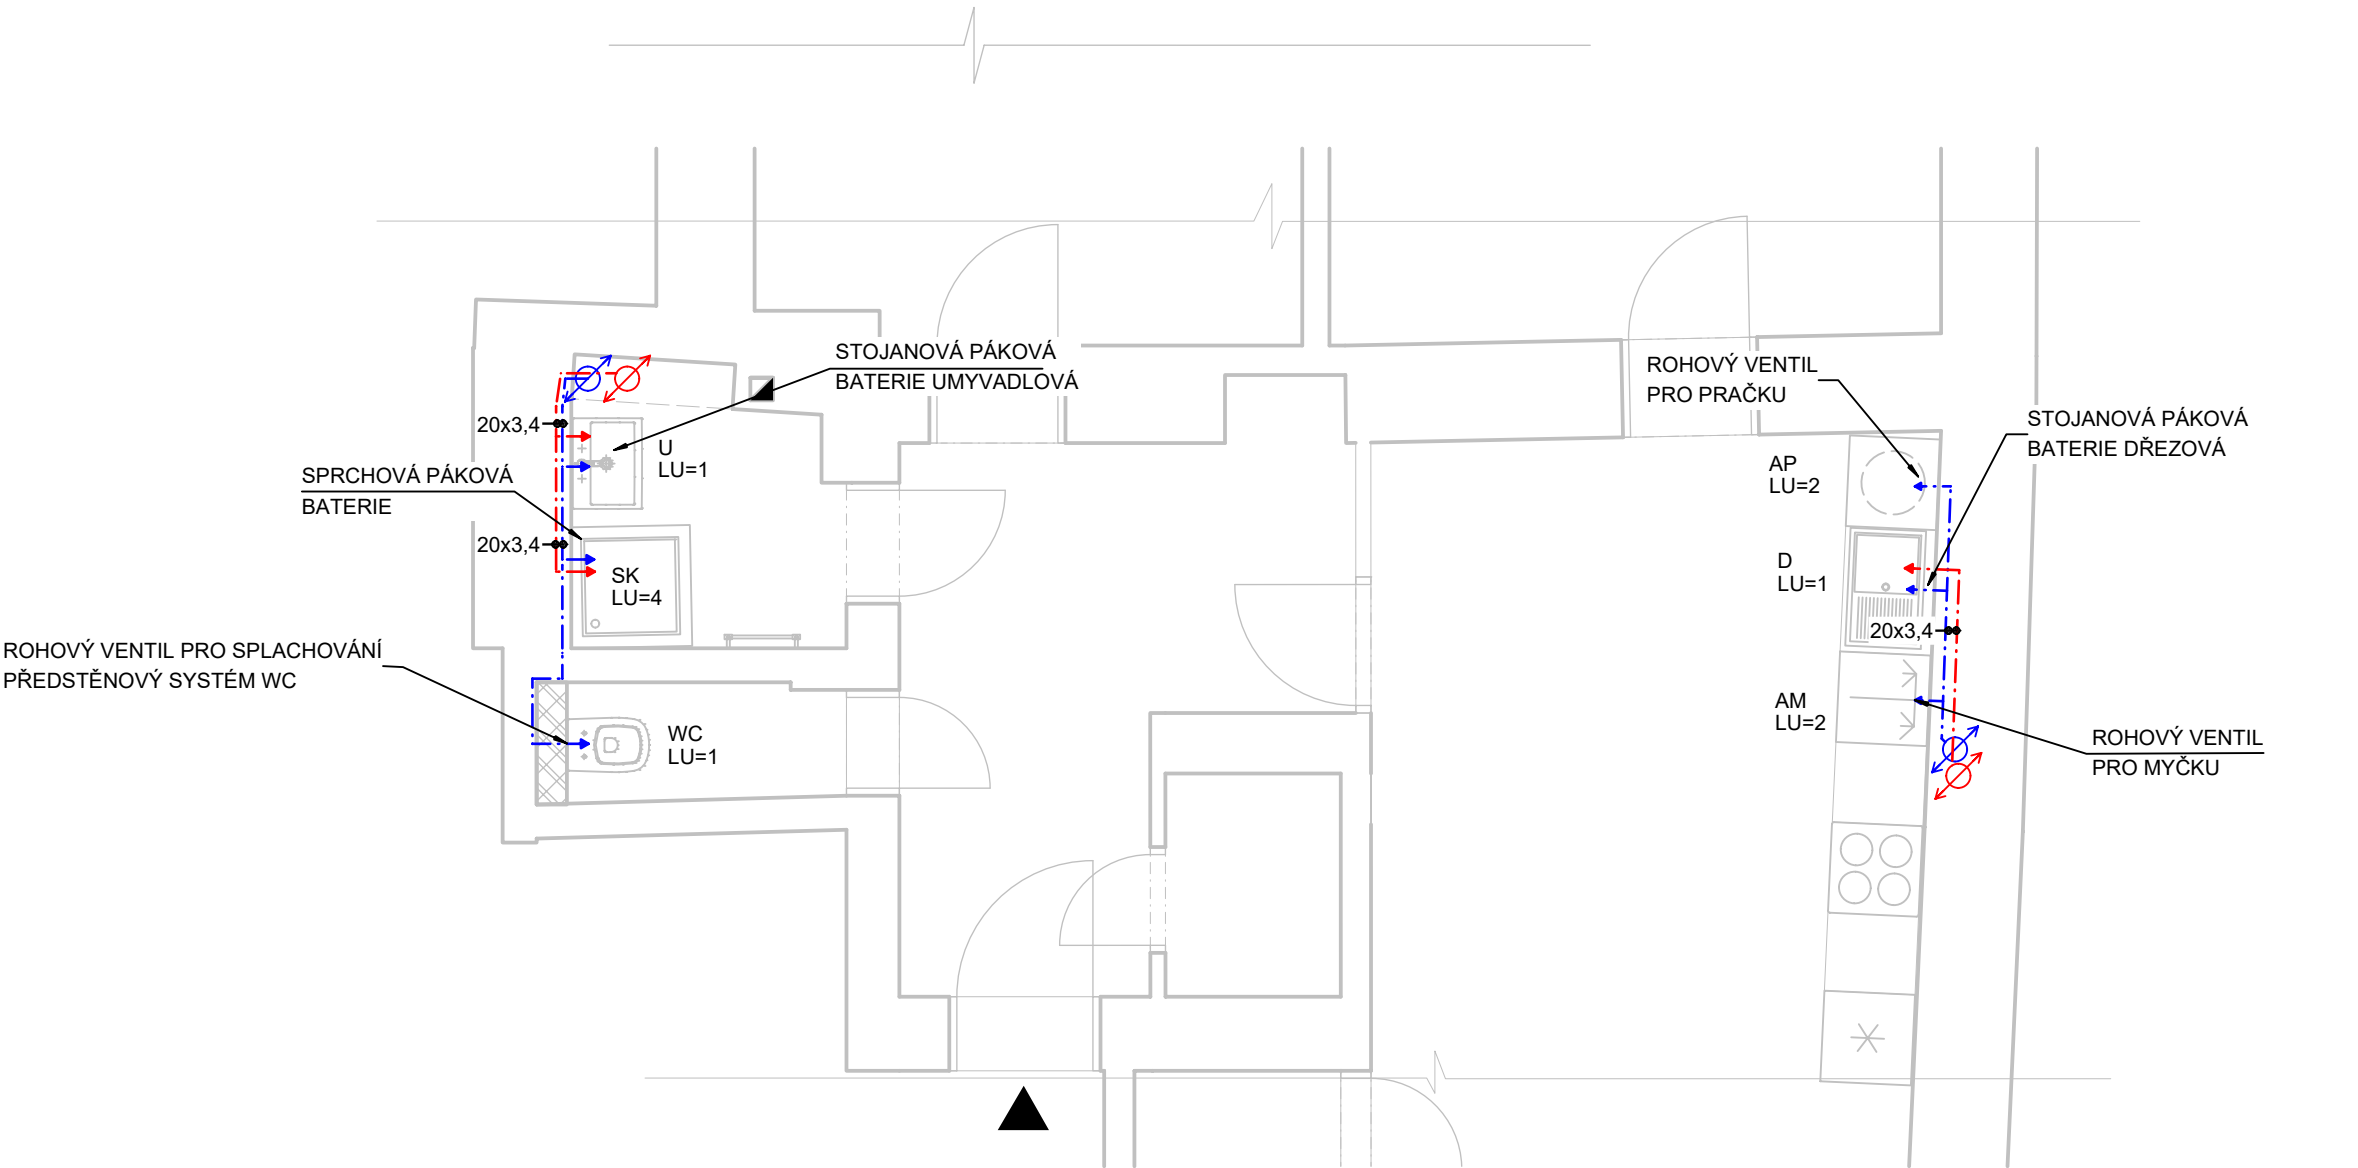 STOJANOVÁ PÁKOVÁ
BATERIE UMYVADLOVÁ
ROHOVÝ VENTIL
PRO PRAČKU
STOJANOVÁ PÁKOVÁ
BATERIE DŘEZOVÁ
20x3,4
U
LU=1
SPRCHOVÁ PÁKOVÁ
BATERIE
AP
LU=2
20x3,4
SK
LU=4
D
LU=1
20x3,4
ROHOVÝ VENTIL PRO SPLACHOVÁNÍ
PŘEDSTĚNOVÝ SYSTÉM WC
WC
LU=1
AM
LU=2
ROHOVÝ VENTIL
PRO MYČKU